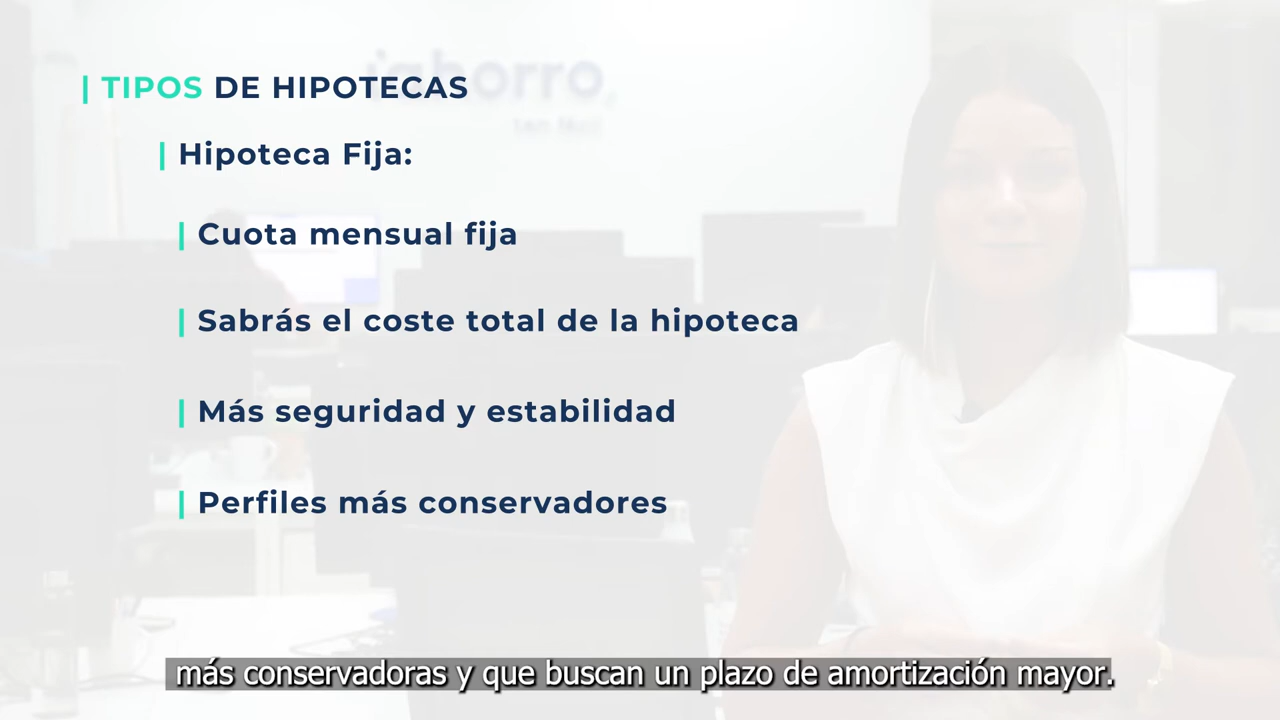 | TIPOS DE HIPOTECAS
| Hipoteca Fija:
| Cuota mensual fija
| Sabrás el coste total de la hipoteca
| Más seguridad y estabilidad
| Perfiles más conservadores
más conservadoras y que buscan un plazo de amortización mayor.